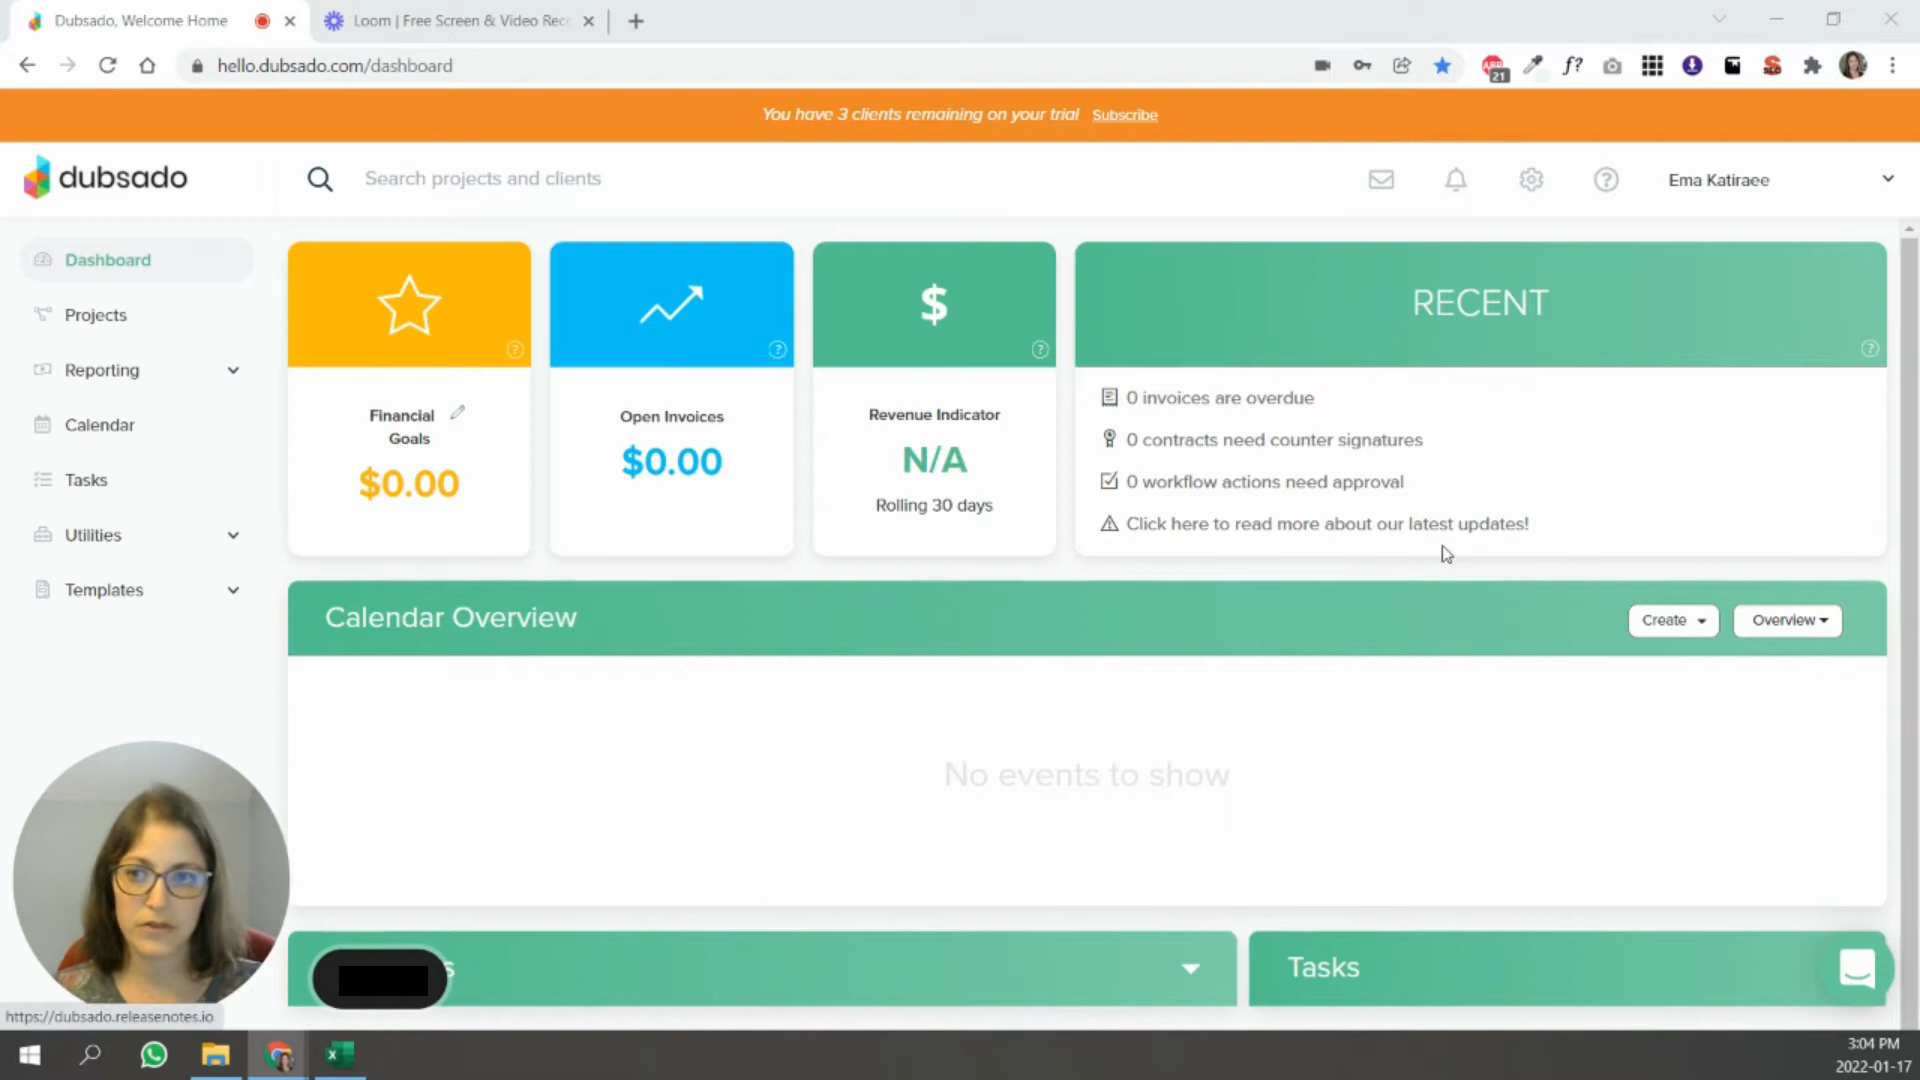 Dubsado, Welcome Home
Loom | Free Screen & Video Rec
hello.dubsado.com/dashboard
ABP
21
f?
SEO
You have 3 clients remaining on your trial Subscribe
dubsado
Search projects and clients
Ema Katiraee
Dashboard
Projects
Reporting
Calendar
Tasks
Utilities
Templates
Financial
Goals
$0.00
Open Invoices
$0.00
$
Revenue Indicator
N/A
Rolling 30 days
RECENT
0 invoices are overdue
0 contracts need counter signatures
0 workflow actions need approval
Click here to read more about our latest updates!
Calendar Overview
Create
Overview
No events to show
s
Tasks
https://dubsado.releasenotes.io
3:04 PM
2022-01-17